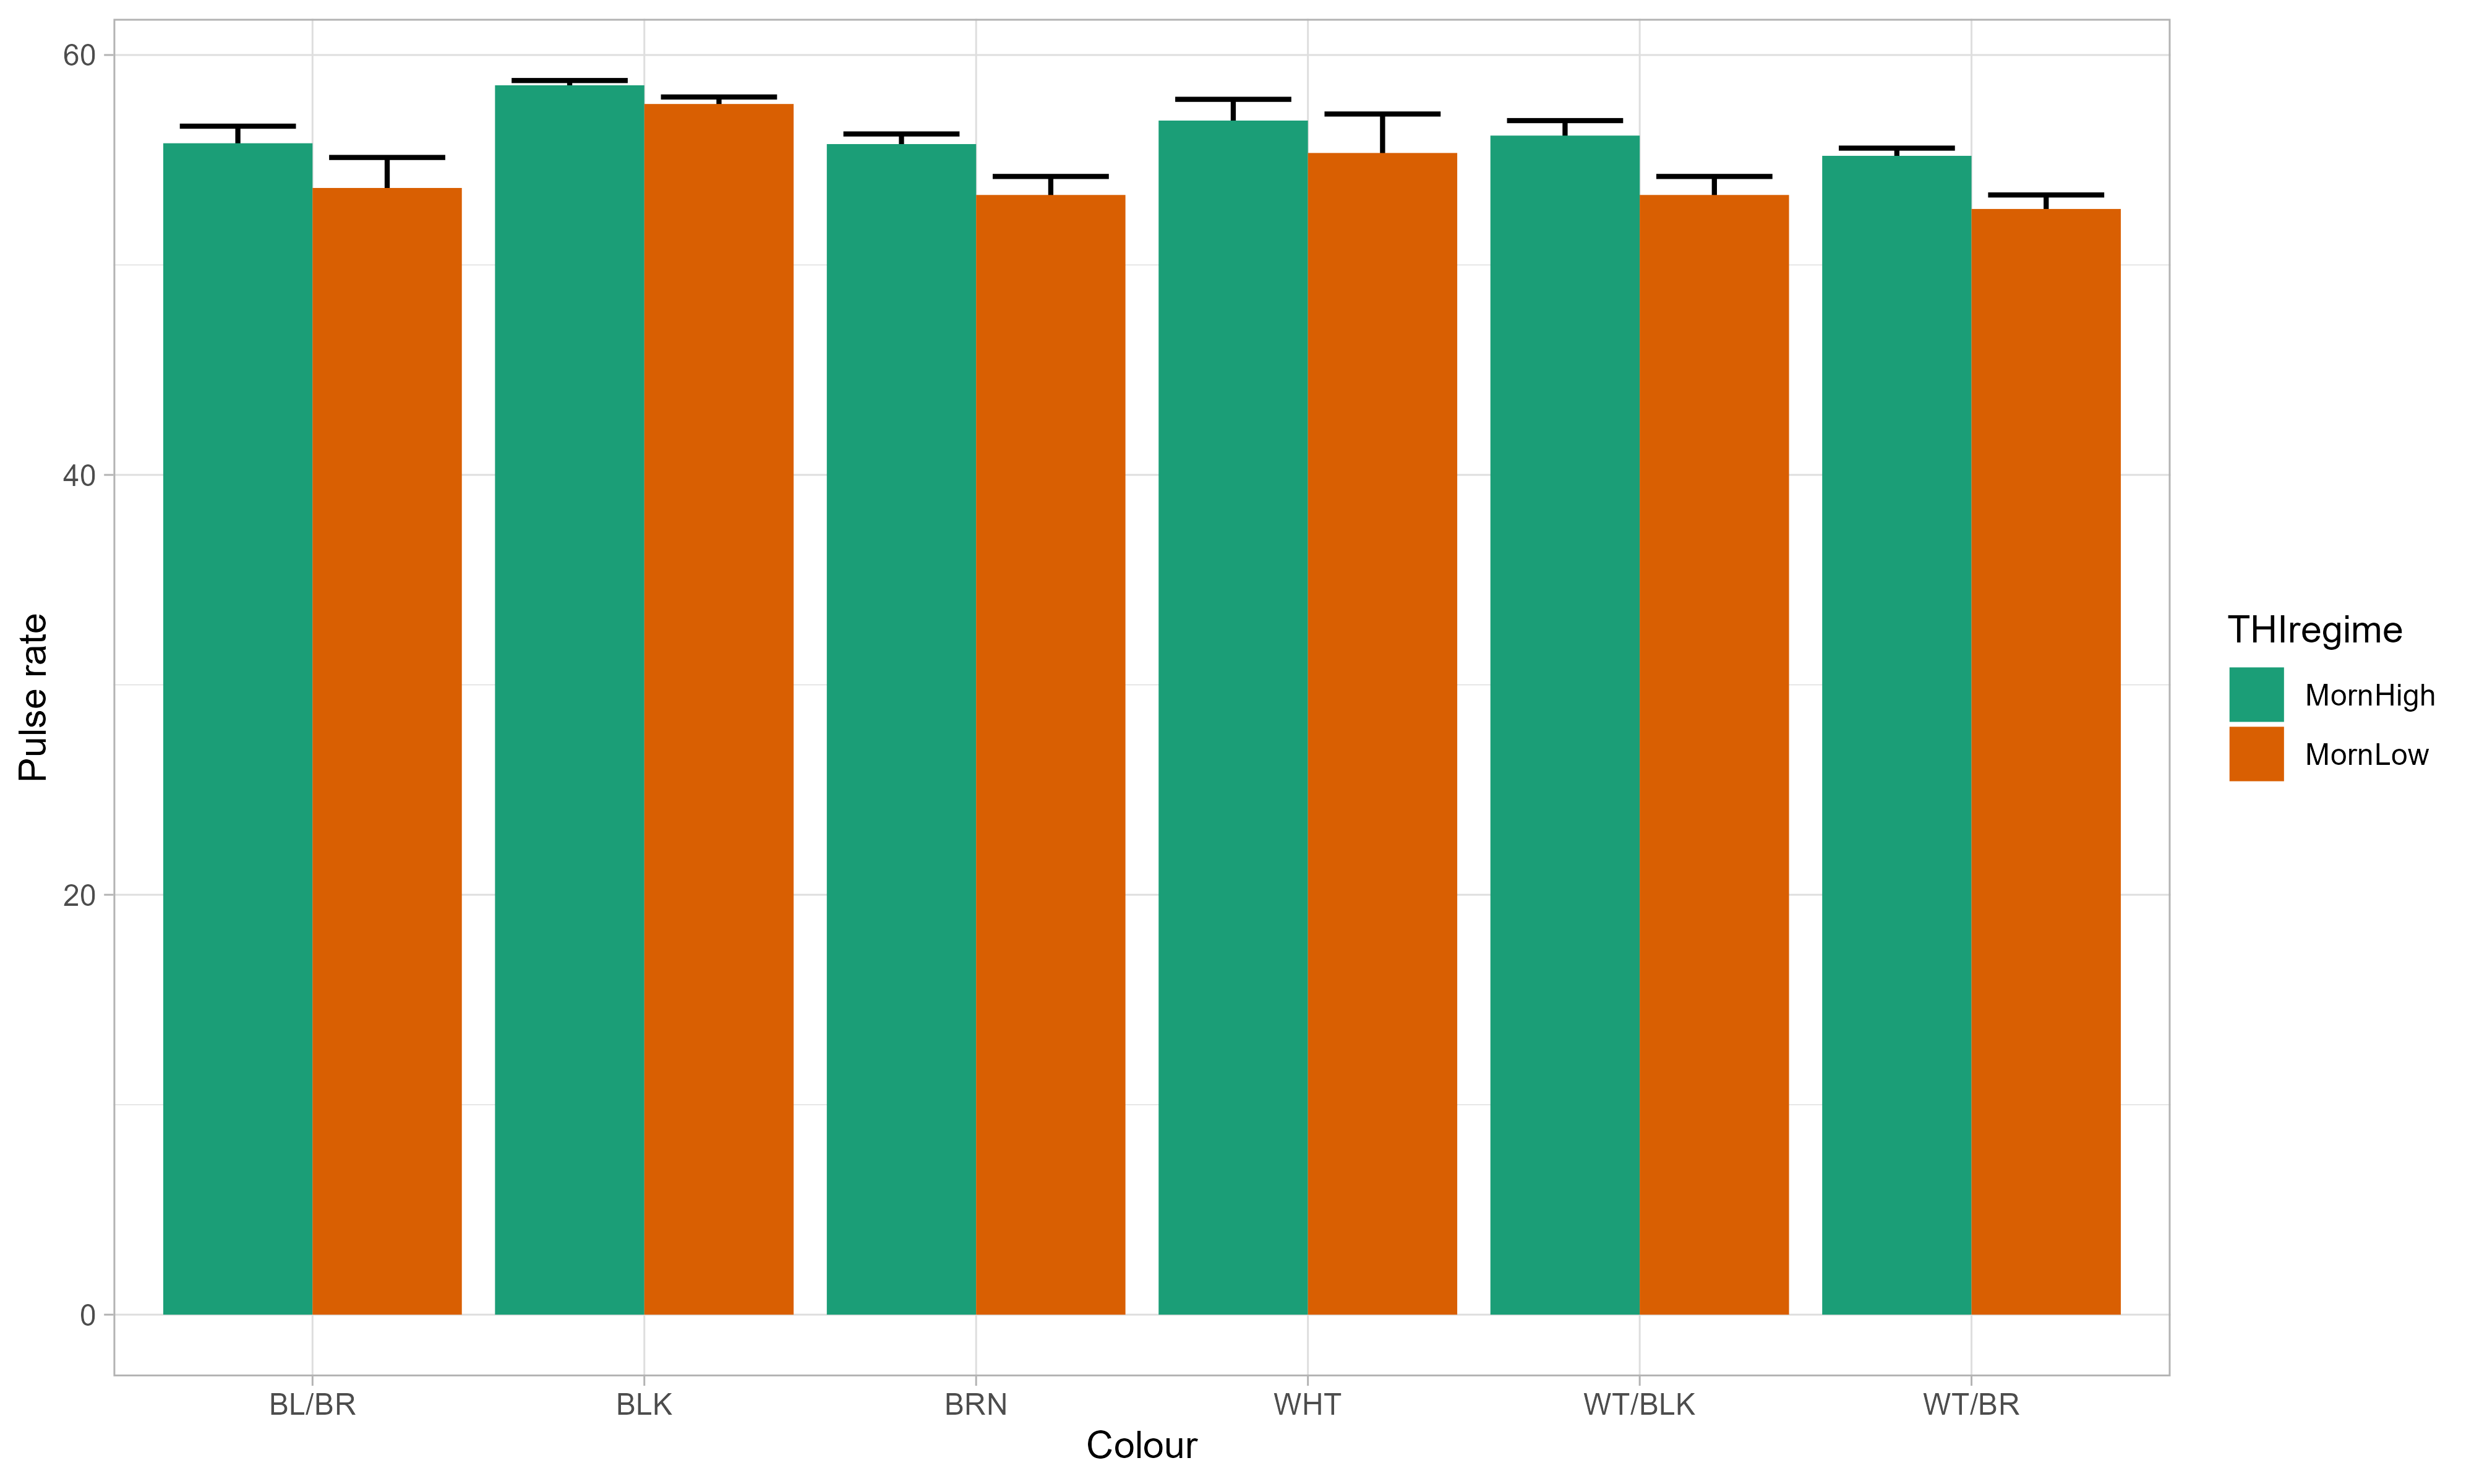 60
40
20
0
Pulse rate
BL/BR BLK BRN WHT WT/BLK WT/BR
Colour
THIregime
MornHigh
MornLow